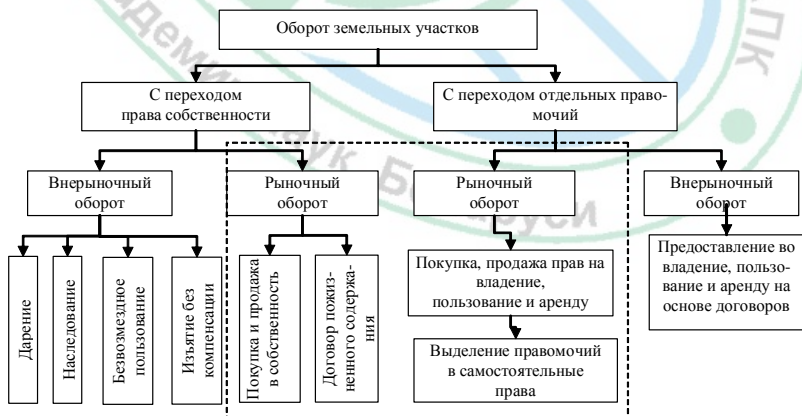 Оборот земельных участков
С переходом
права собственности
С переходом отдельных право-
мочий
Внерыночный
оборот
Рыночный
оборот
Рыночный
оборот
Внерыночный
оборот
Дарение
Наследование
Безвозмездное
пользование
Изъятие без
компенсации
Покупка и продажа
в собственность
Договор пожиз-
ненного содержа-
ния
Покупка, продажа прав на
владение,
пользование и аренду
Выделение правомочий
в самостоятельные
права
Предоставление во
владение, пользо-
вание и аренду на
основе договоров